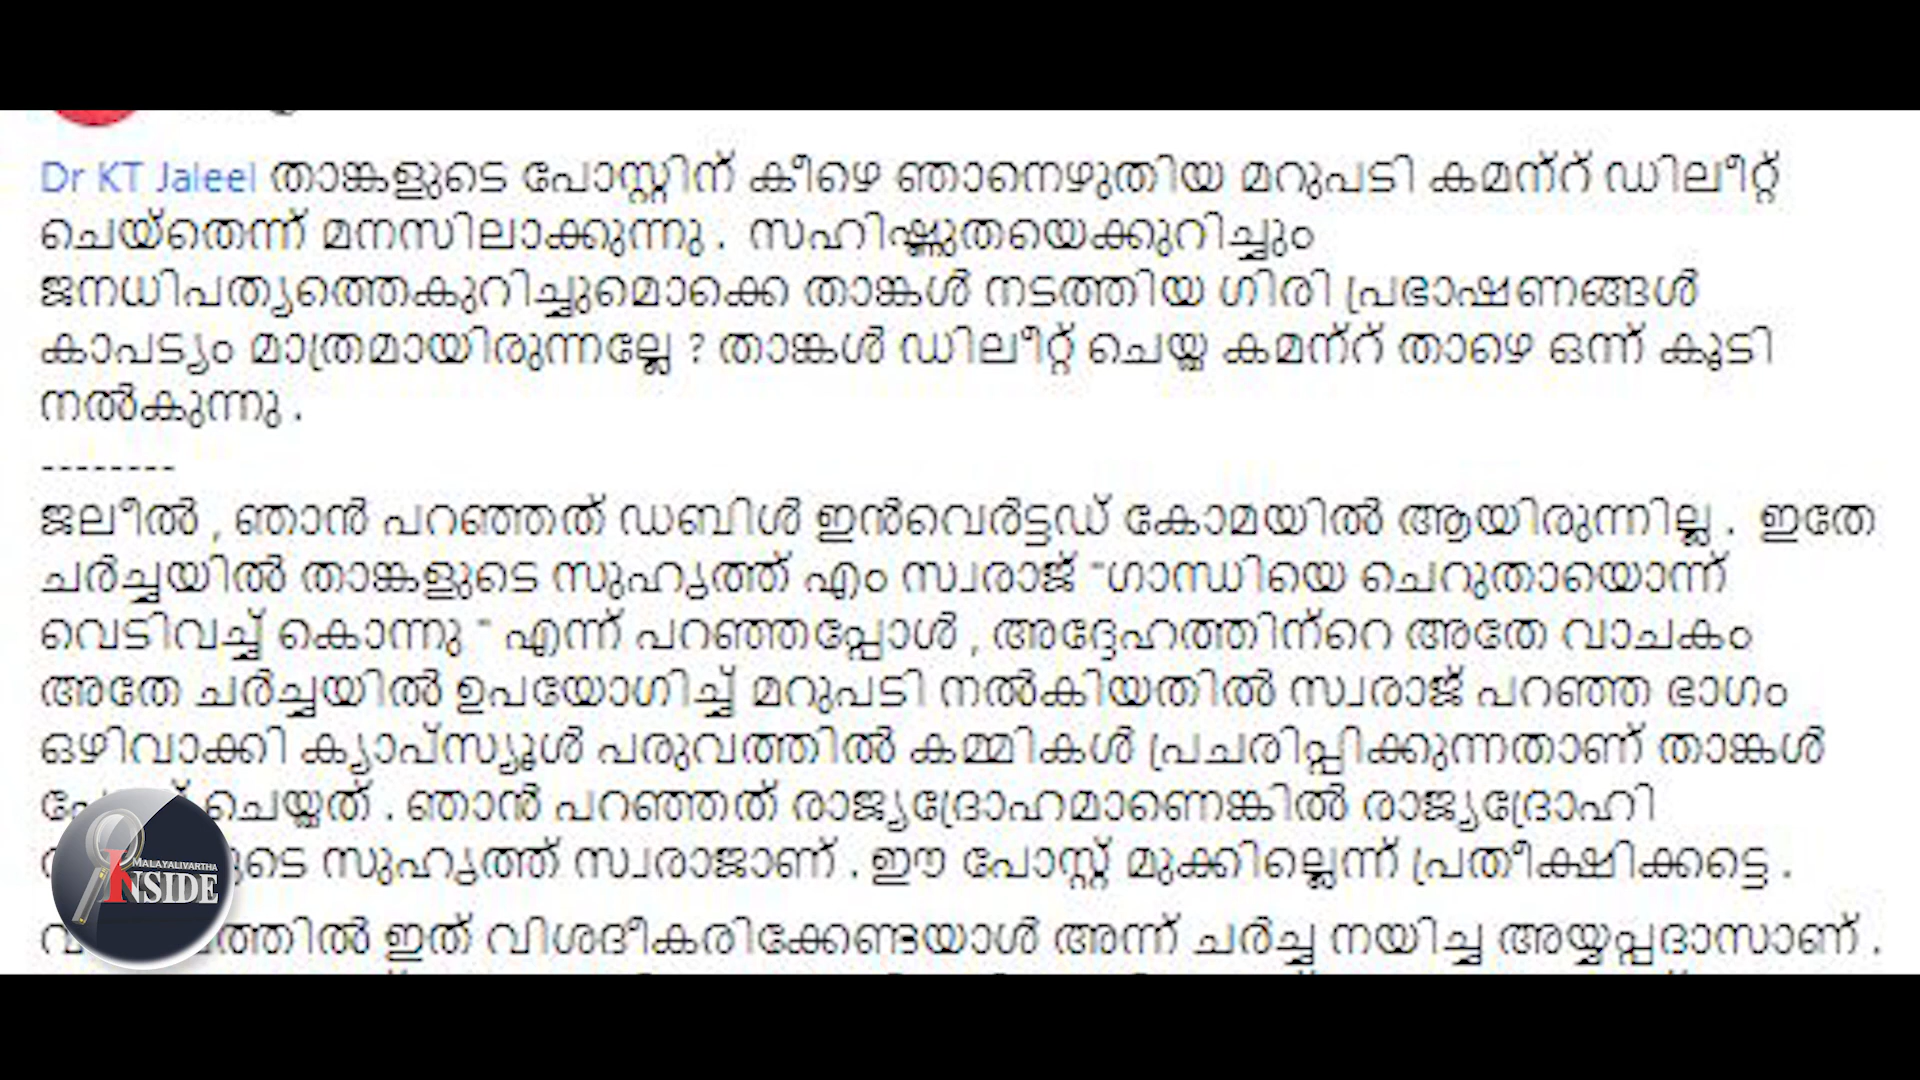 Dr KT Jaleel താങ്കളുടെ പോസ്റ്റിന് കീഴെ ഞാനെഴുതിയ മറുപടി കമന്റ് ഡിലീറ്റ്
ചെയ്തെന്ന് മനസിലാക്കുന്നു . സഹിഷ്ണുതയെക്കുറിച്ചും
ജനധിപത്യത്തെകുറിച്ചുമൊക്കെ താങ്കൾ നടത്തിയ ഗിരി പ്രഭാഷണങ്ങൾ
കാപട്യം മാത്രമായിരുന്നല്ലേ ? താങ്കൾ ഡിലീറ്റ് ചെയ്ത കമന്റ് താഴെ ഒന്ന് കൂടി
നൽകുന്നു .
--------
ജലീൽ , ഞാൻ പറഞ്ഞത് ഡബിൾ ഇൻവെർട്ടഡ് കോമയിൽ ആയിരുന്നില്ല . ഇതേ
ചർച്ചയിൽ താങ്കളുടെ സുഹൃത്ത് എം സ്വരാജ് "ഗാന്ധിയെ ചെറുതായൊന്ന്
വെടിവച്ച് കൊന്നു " എന്ന് പറഞ്ഞപ്പോൾ , അദ്ദേഹത്തിന്റെ അതേ വാചകം
അതേ ചർച്ചയിൽ ഉപയോഗിച്ച് മറുപടി നൽകിയതിൽ സ്വരാജ് പറഞ്ഞ ഭാഗം
ഒഴിവാക്കി ക്യാപ്സ്യൂൾ പരുവത്തിൽ കമ്മികൾ പ്രചരിപ്പിക്കുന്നതാണ് താങ്കൾ
ചെയ്തത് . ഞാൻ പറഞ്ഞത് രാജ്യദ്രോഹമാണെങ്കിൽ രാജ്യദ്രോഹി
സുഹൃത്ത് സ്വരാജാണ് . ഈ പോസ്റ്റ് മുക്കില്ലെന്ന് പ്രതീക്ഷിക്കട്ടെ .
ഇത് വിശദീകരിക്കേണ്ടയാൾ അന്ന് ചർച്ച നയിച്ച അയ്യപ്പദാസാണ് .
MALAYALIVARTHA
INSIDE